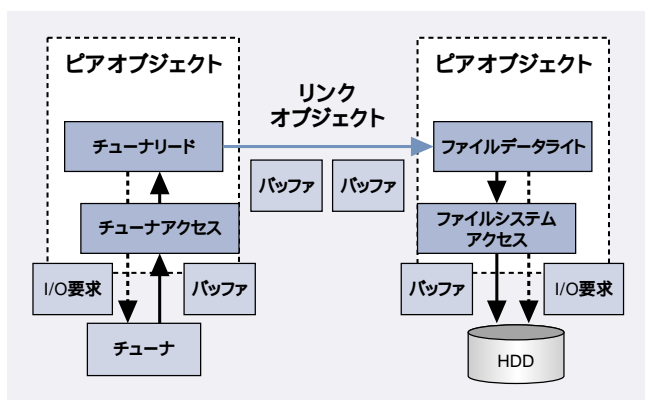 ピアオブジェクト
ピアオブジェクト
リンク
オブジェクト
チューナリード
ファイルデータライト
バッファ
バッファ
チューナアクセス
ファイルシステム
アクセス
I/O要求
バッファ
バッファ
I/O要求
チューナ
HDD